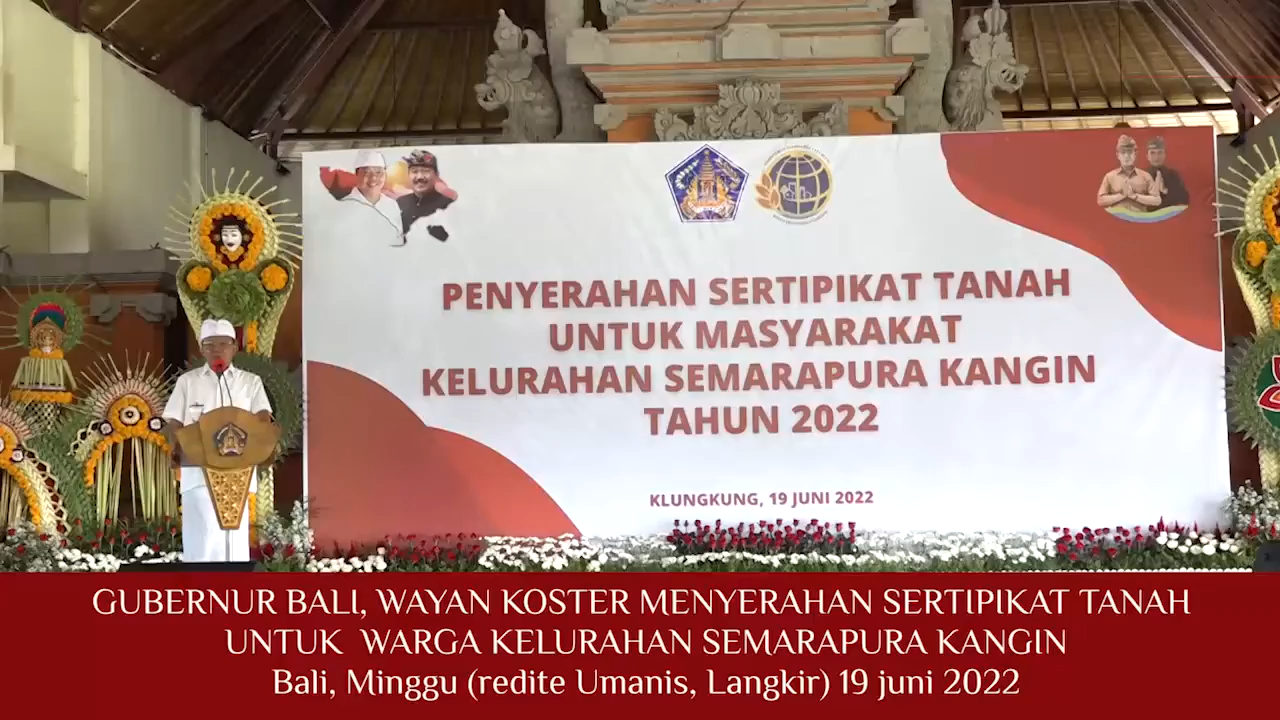 PENYERAHAN SERTIPIKAT TANAH
UNTUK MASYARAKAT
KELURAHAN SEMARAPURA KANGIN
TAHUN 2022
KLUNGKUNG, 19 JUNI 2022
GUBERNUR BALI, WAYAN KOSTER MENYERAHAN SERTIPIKAT TANAH
UNTUK WARGA KELURAHAN SEMARAPURA KANGIN
Bali, Minggu (redite Umanis, Langkir) 19 juni 2022